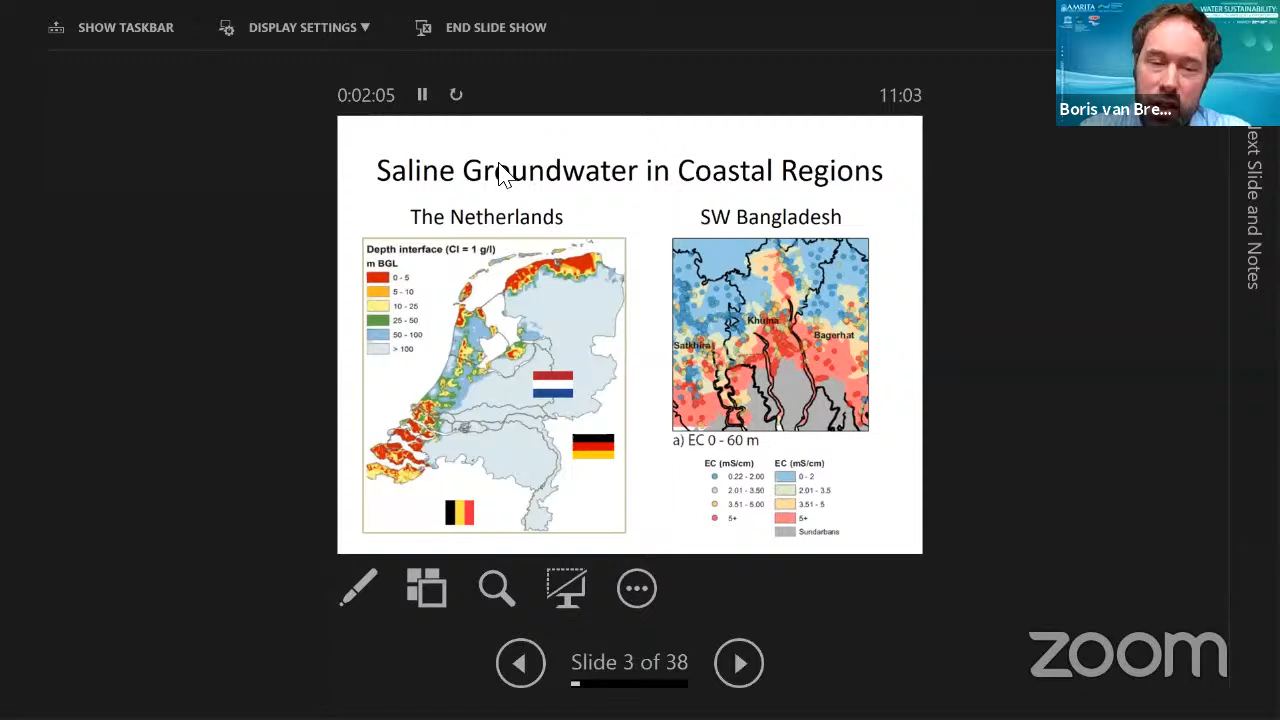 SHOW TASKBAR
DISPLAY SETTINGS ▼
END SLIDE SHOW
AMRITA
WATER SUSTAINABILITY:
Boris van Bre...
0:02:05
11:03
ext Slide and Notes
Saline Groundwater in Coastal Regions
The Netherlands
SW Bangladesh
Depth interface (Cl = 1 g/l)
m BGL
0 - 5
5 - 10
10 - 25
25 - 50
50 - 100
> 100
Khulna
Satkhira
Bagerhat
a) EC 0 - 60 m
EC (mS/cm)
0.22 - 2.00
2.01 - 3.50
3.51 - 5.00
5+
EC (mS/cm)
0 - 2
2.01 - 3.5
3.51 - 5
5+
Sundarbans
Slide 3 of 38
zoom